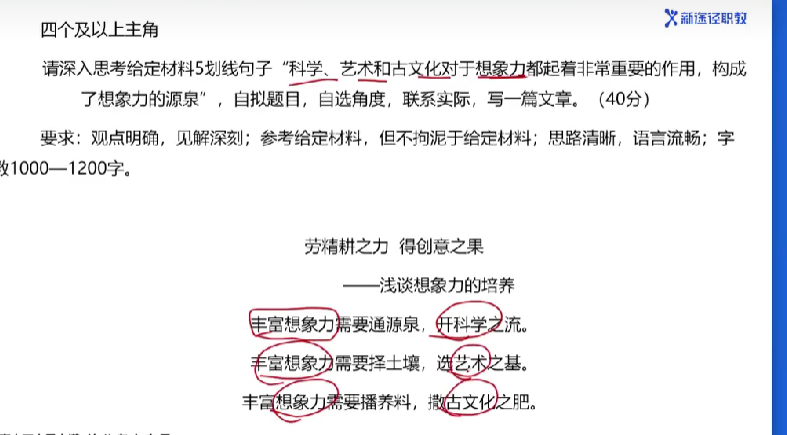 新途径职教
四个及以上主角
请深入思考给定材料5划线句子“科学、艺术和古文化对于想象力都起着非常重要的作用，构成
了想象力的源泉”，自拟题目，自选角度，联系实际，写一篇文章。（40分）
要求：观点明确，见解深刻；参考给定材料，但不拘泥于给定材料；思路清晰，语言流畅；字
数1000—1200字。
劳精耕之力 得创意之果
——浅谈想象力的培养
丰富想象力需要通源泉，开科学之流。
丰富想象力需要择土壤，选艺术之基。
丰富想象力需要播养料，撒古文化之肥。